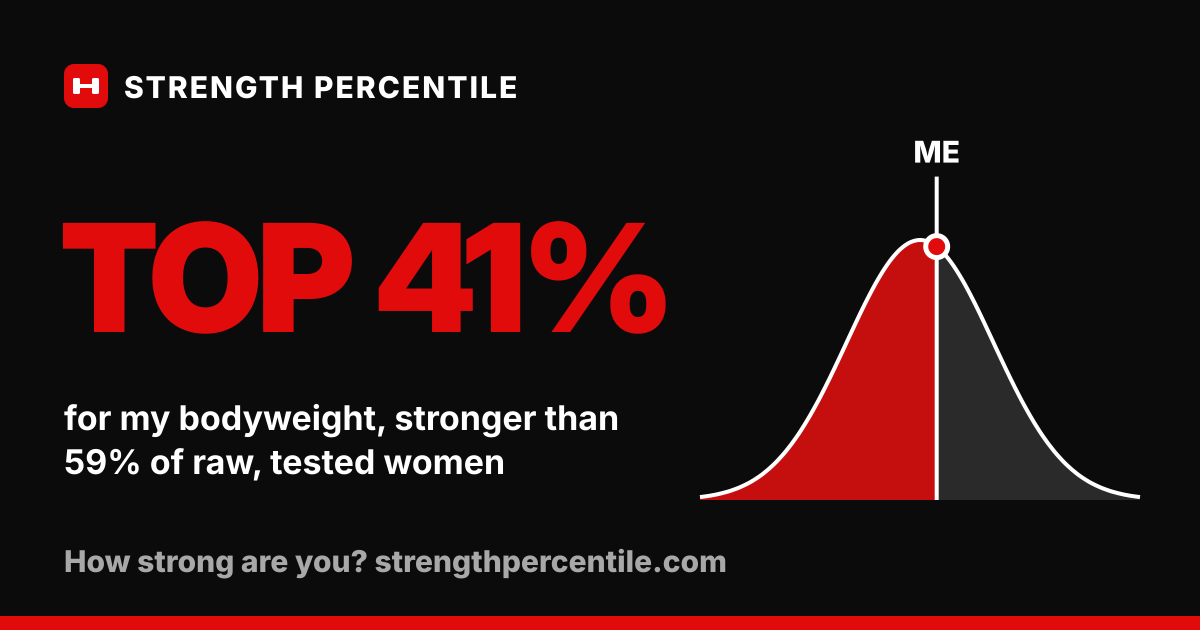 STRENGTH PERCENTILE
ME
TOP 41%
for my bodyweight, stronger than
59% of raw, tested women
How strong are you? strengthpercentile.com